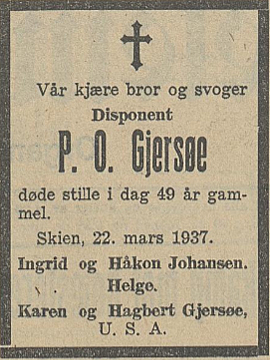 Vår kjære bror og svoger
Disponent
P. O. Gjersøe
døde stille i dag 49 år gam-
mel.
Skien, 22. mars 1937.
Ingrid og Håkon Johansen.
Helge.
Karen og Hagbert Gjersøe,
U. S. A.